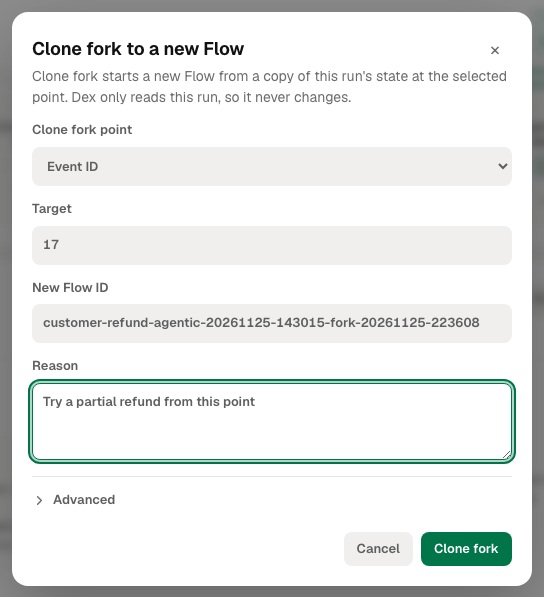 Clone fork to a new Flow
Clone fork starts a new Flow from a copy of this run's state at the selected
point. Dex only reads this run, so it never changes.
Clone fork point
Event ID
Target
17
New Flow ID
customer-refund-agentic-20261125-143015-fork-20261125-223608
Reason
Try a partial refund from this point
Advanced
Cancel
Clone fork